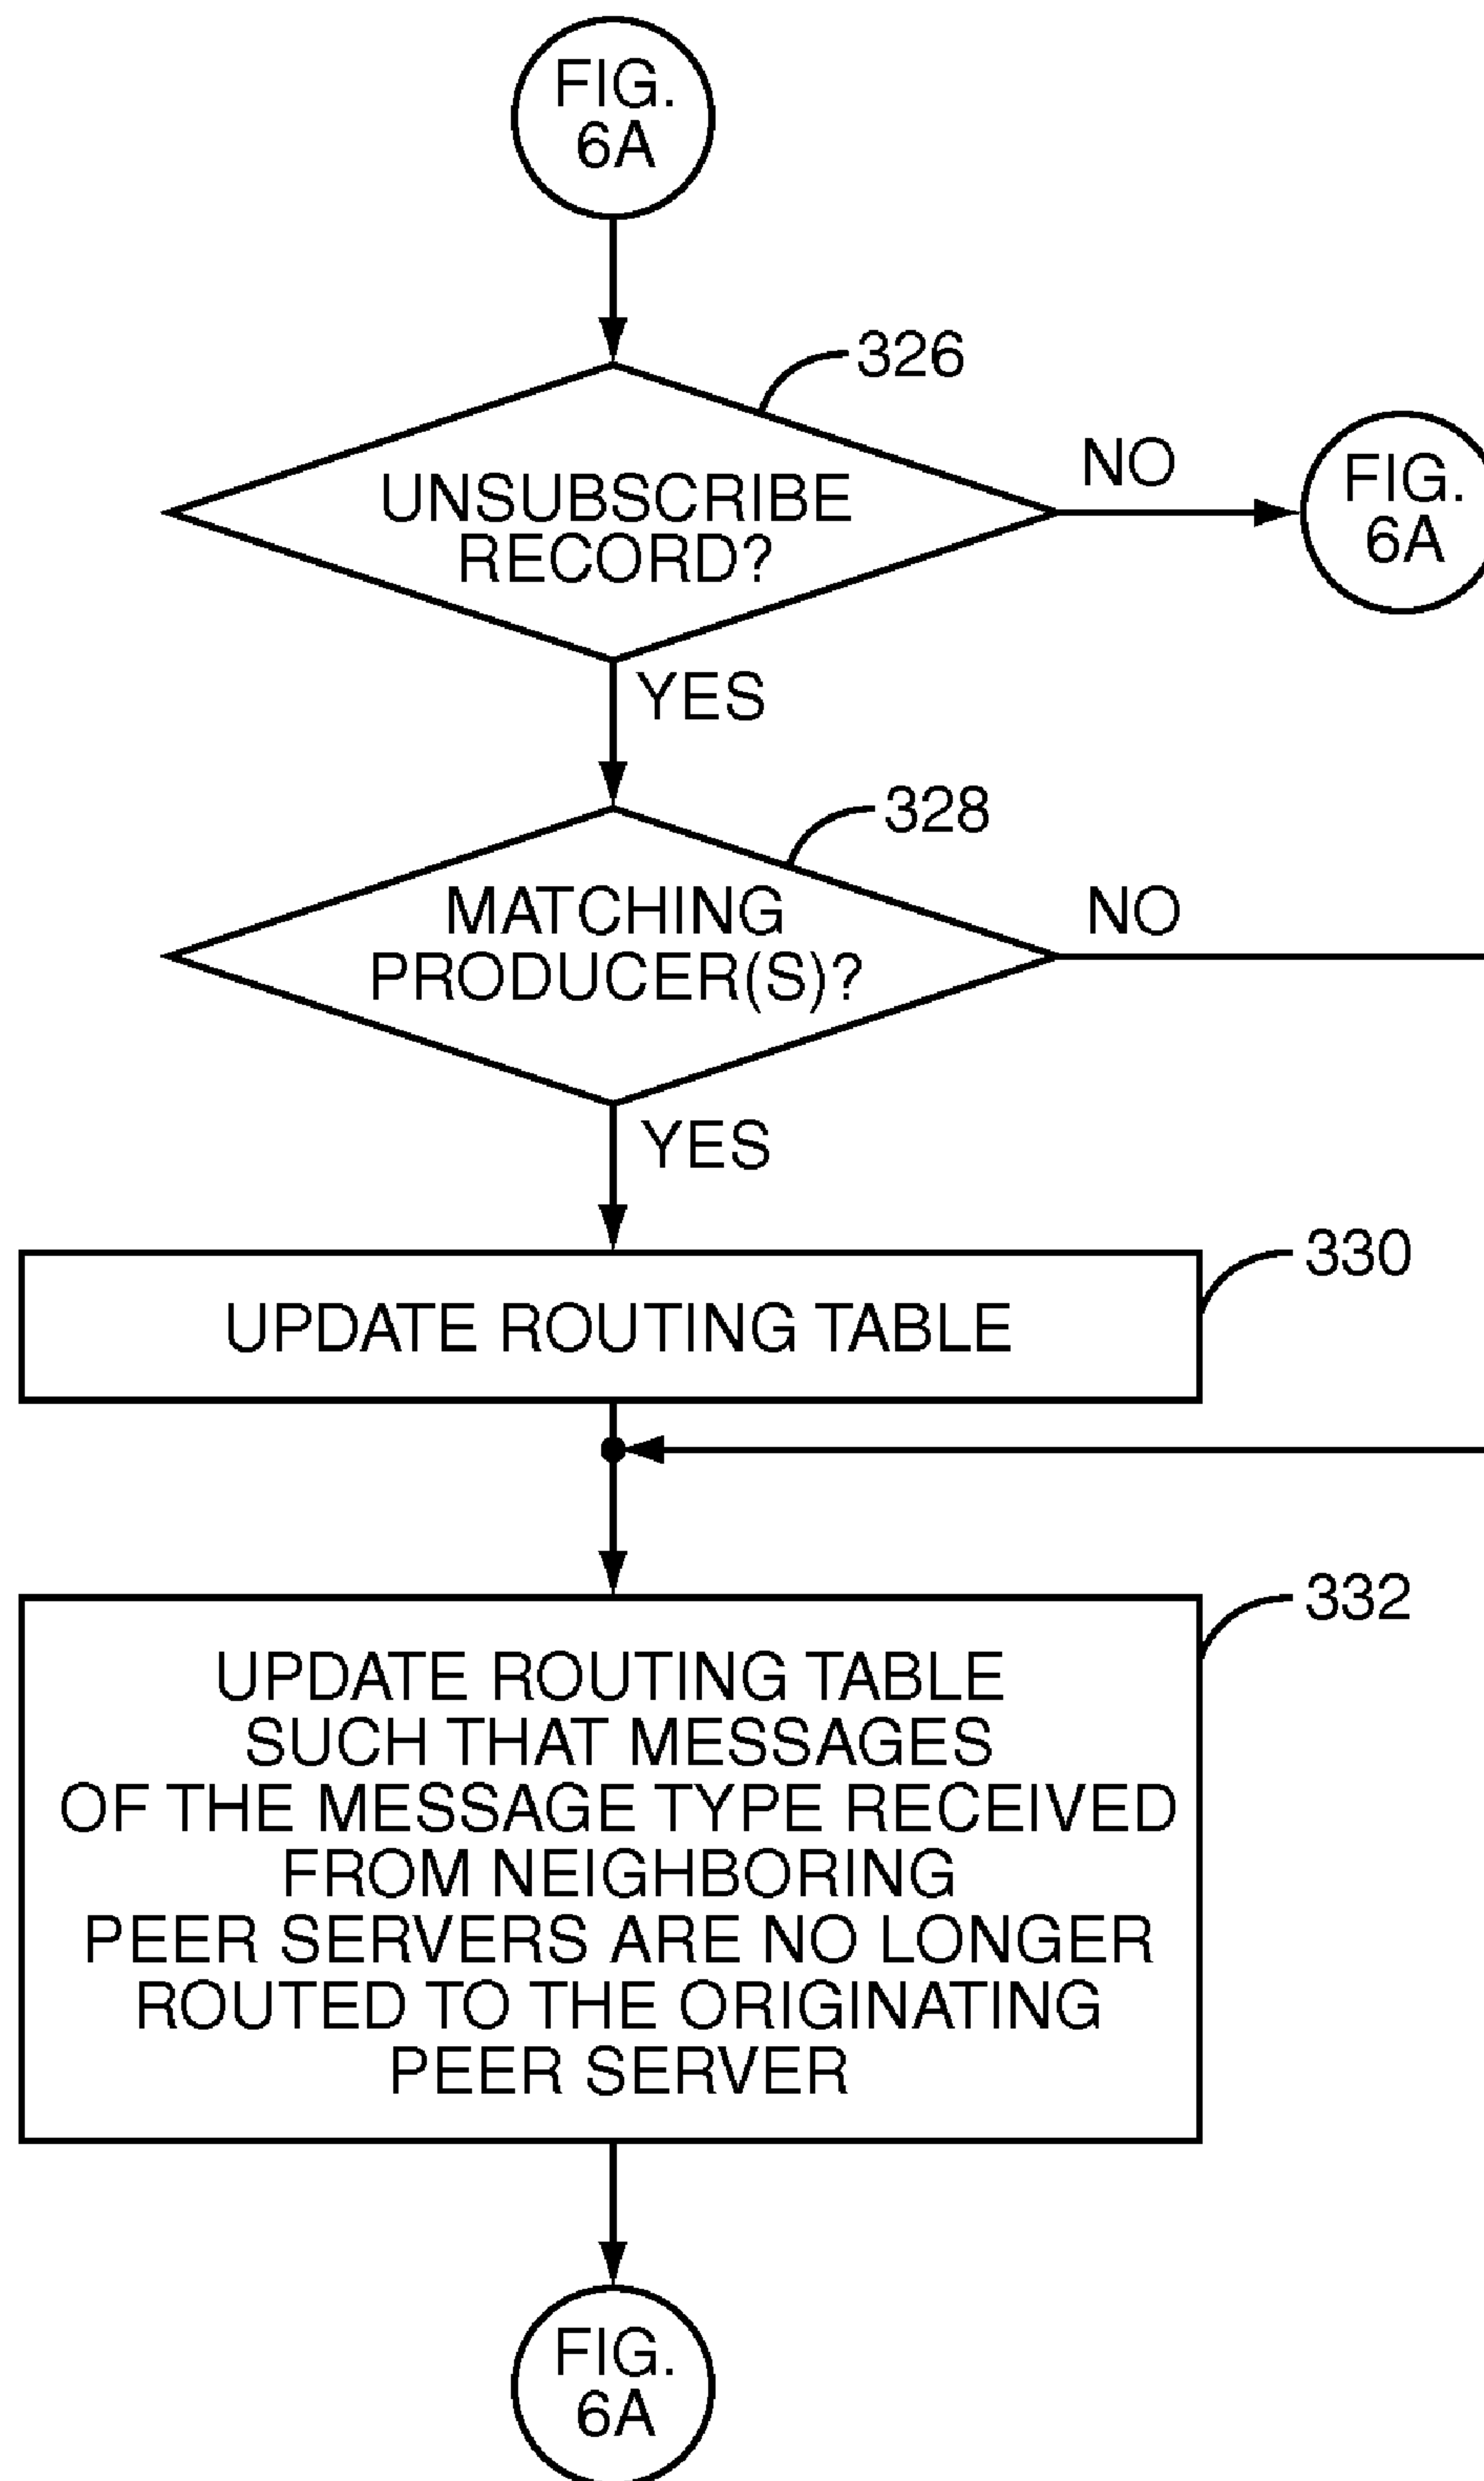 FIG.
6A
326
UNSUBSCRIBE
RECORD?
NO
FIG.
6A
YES
328
MATCHING
PRODUCER(S)?
NO
YES
330
UPDATE ROUTING TABLE
332
UPDATE ROUTING TABLE
SUCH THAT MESSAGES
OF THE MESSAGE TYPE RECEIVED
FROM NEIGHBORING
PEER SERVERS ARE NO LONGER
ROUTED TO THE ORIGINATING
PEER SERVER
FIG.
6A